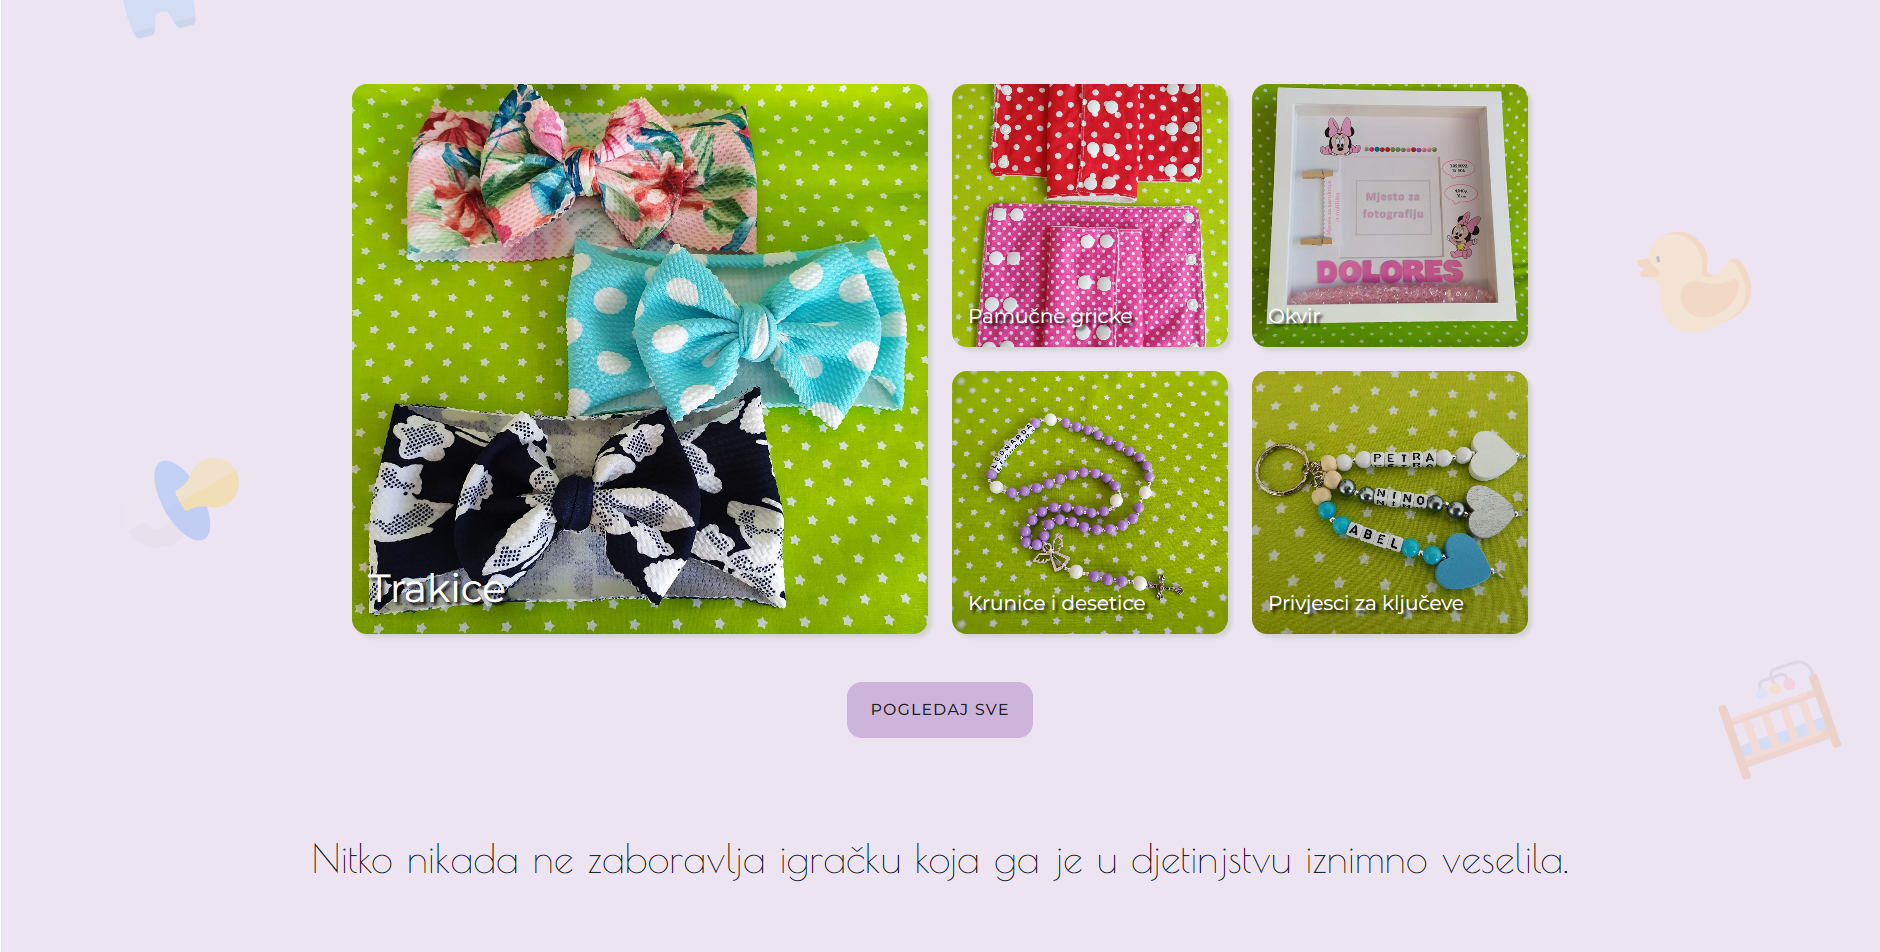 Trakice
Pamučne gricke
Mjesto za
fotografiju
DOLORES
Okvir
LEONARDA
Krunice i desetice
PETRA
NINO
ABEL
Privjesci za ključeve
POGLEDAJ SVE
Nitko nikada ne zaboravlja igračku koja ga je u djetinjstvu iznimno veselila.